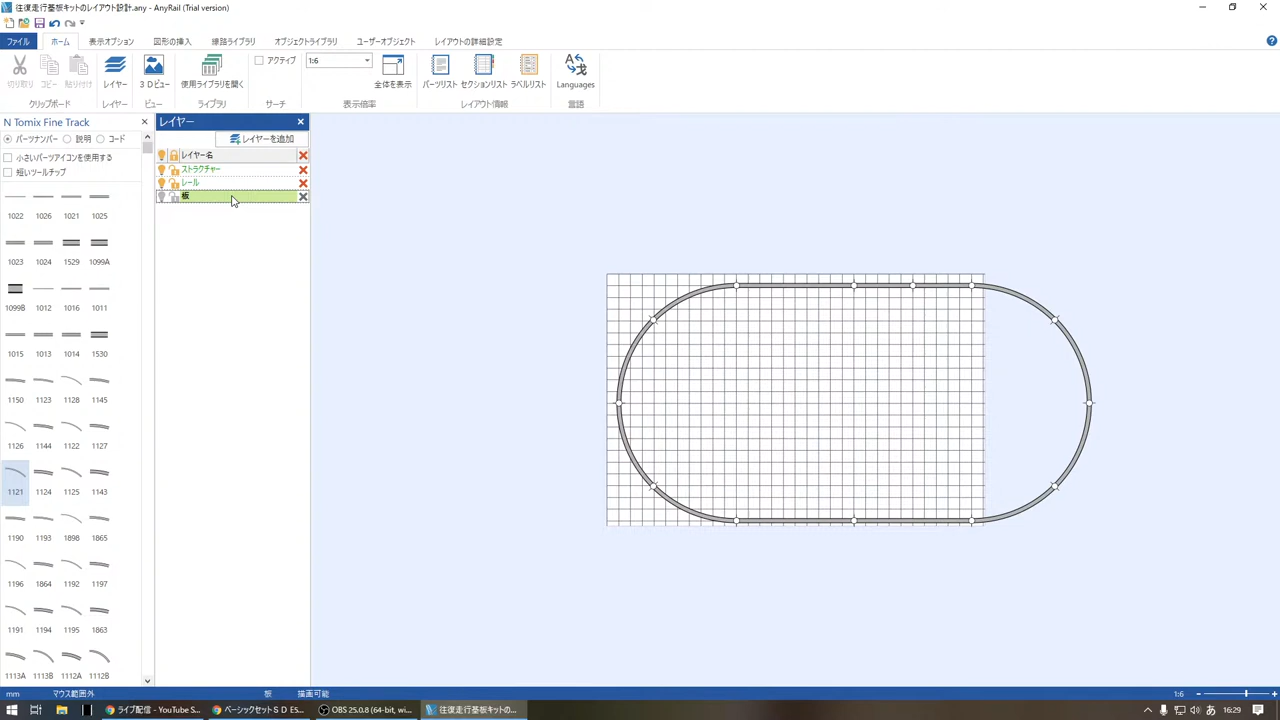 往復走行基板キットのレイアウト設計.any - AnyRail (Trial version)
ファイル ホーム 表示オプション 図形の挿入 線路ライブラリ オブジェクトライブラリ ユーザーオブジェクト レイアウトの詳細設定
切り取り コピー 貼り付け レイヤー 3 Dビュー 使用ライブラリを開く アクティブ 1:6 全体を表示 パーツリスト セクションリスト ラベルリスト Languages
クリップボード レイヤー ビュー ライブラリ サーチ 表示倍率 レイアウト情報 言語
N Tomix Fine Track
パーツナンバー 説明 コード
小さいパーツアイコンを使用する
短いツールチップ
1022 1026 1021 1025
1023 1024 1529 1099A
1099B 1012 1016 1011
1015 1013 1014 1530
1150 1123 1128 1145
1126 1144 1122 1127
1121 1124 1125 1143
1190 1193 1898 1865
1196 1864 1192 1197
1191 1194 1195 1863
1113A 1113B 1112A 1112B
レイヤー
レイヤーを追加
レイヤー名
ストラクチャー
レール
板
mm マウス範囲外 板 描画可能 1:6
ライブ配信 - YouTube S... ベーシックセットＳＤ Es... OBS 25.0.8 (64-bit, wi... 往復走行基板キットの... あ 16:29